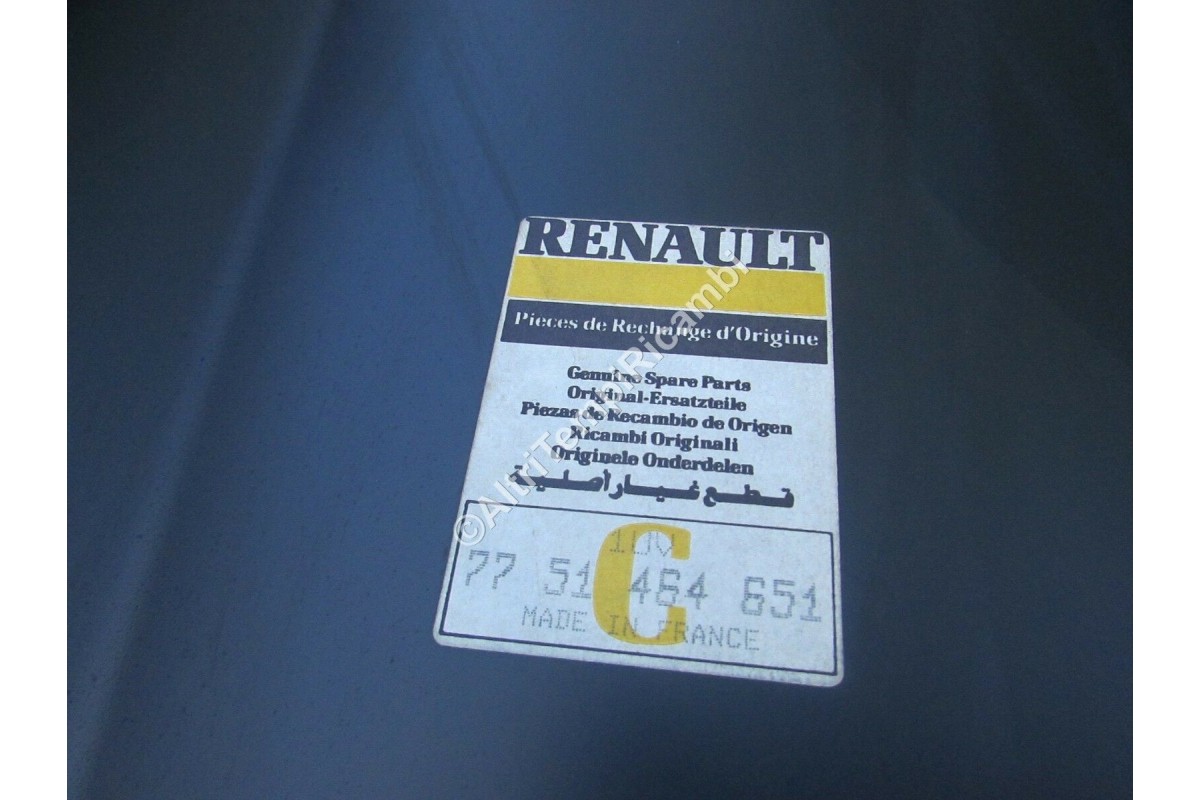 RENAULT
Pieces de Rechange d'Origine
Genuine Spare Parts
Original-Ersatzteile
Piezas de Recambio de Origen
Ricambi Originali
Originele Onderdelen
قطع غيار أصلية
1UV
C
77 51 464 651
MADE IN FRANCE
©AltriTempiRicambi